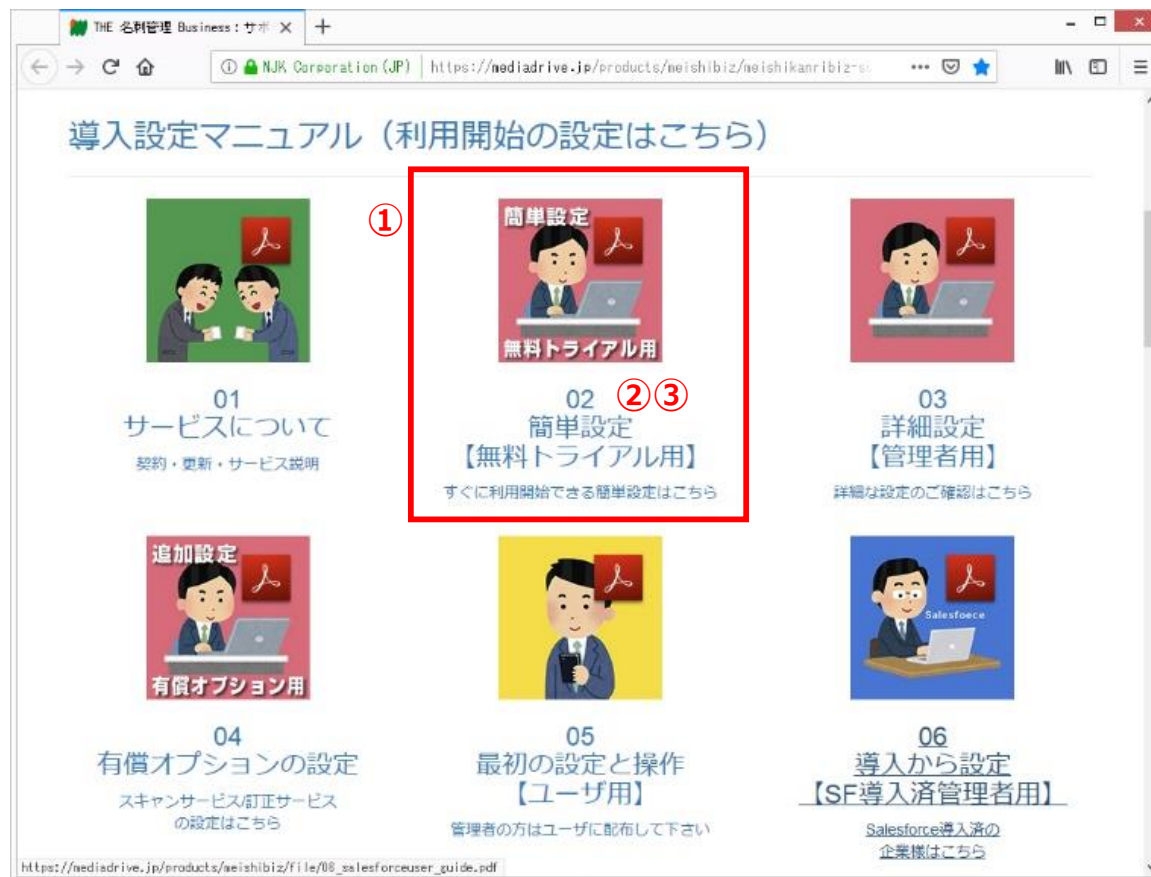 THE 名刺管理 Business : サポ
NJK Corporation (JP) https://mediadrive.jp/products/meishibiz/meishikanribiz-s
導入設定マニュアル（利用開始の設定はこちら）
①
簡単設定
無料トライアル用
01
サービスについて
契約・更新・サービス説明
02 ②③
簡単設定
【無料トライアル用】
すぐに利用開始できる簡単設定はこちら
03
詳細設定
【管理者用】
詳細な設定のご確認はこちら
追加設定
有償オプション用
Salesfoece
04
有償オプションの設定
スキャンサービス/訂正サービス
の設定はこちら
05
最初の設定と操作
【ユーザ用】
管理者の方はユーザに配布して下さい
06
導入から設定
【SF導入済管理者用】
Salesforce導入済の
企業様はこちら
https://mediadrive.jp/products/meishibiz/file/06_salesforceuser_guide.pdf